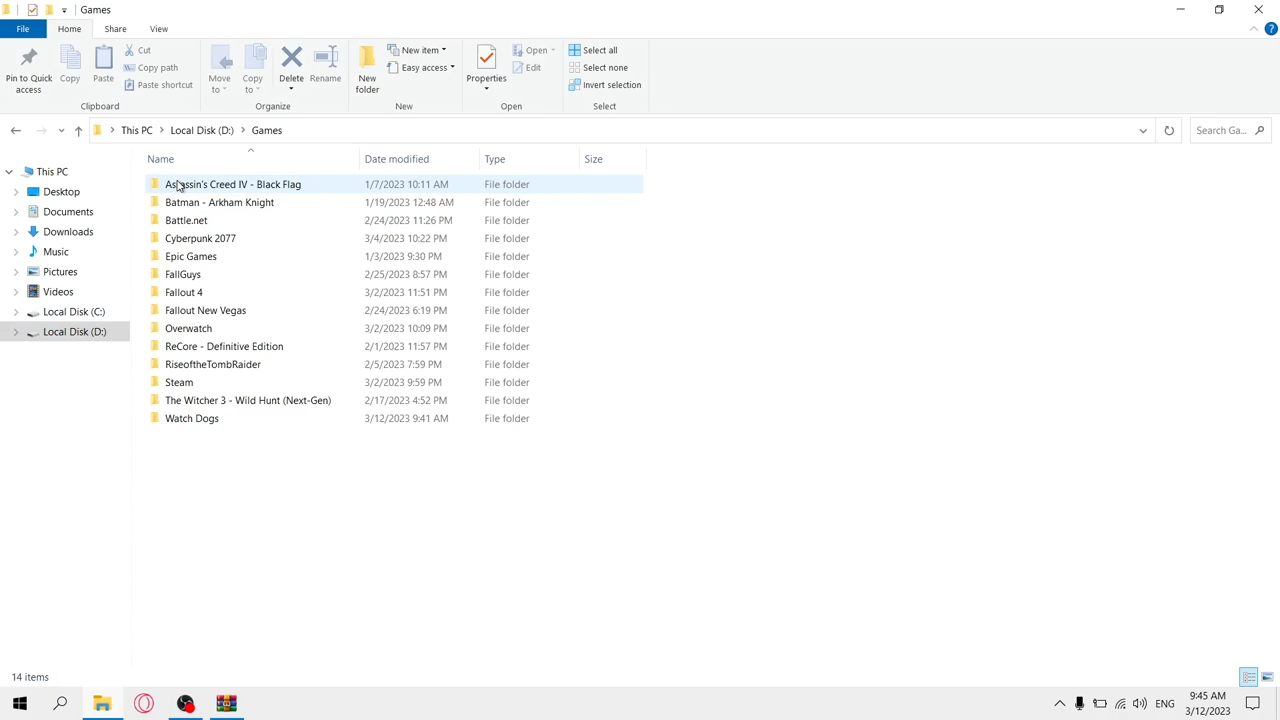 Games
File Home Share View
Pin to Quick access
Copy
Paste
Cut
Copy path
Paste shortcut
Clipboard
Move to
Copy to
Delete
Rename
Organize
New folder
New item
Easy access
New
Properties
Open
Edit
Open
Select all
Select none
Invert selection
Select
This PC Local Disk (D:) Games
Search Ga...
Name Date modified Type Size
This PC
Desktop
Documents
Downloads
Music
Pictures
Videos
Local Disk (C:)
Local Disk (D:)
Assassin's Creed IV - Black Flag 1/7/2023 10:11 AM File folder
Batman - Arkham Knight 1/19/2023 12:48 AM File folder
Battle.net 2/24/2023 11:26 PM File folder
Cyberpunk 2077 3/4/2023 10:22 PM File folder
Epic Games 1/3/2023 9:30 PM File folder
FallGuys 2/25/2023 8:57 PM File folder
Fallout 4 3/2/2023 11:51 PM File folder
Fallout New Vegas 2/24/2023 6:19 PM File folder
Overwatch 3/2/2023 10:09 PM File folder
ReCore - Definitive Edition 2/1/2023 11:57 PM File folder
RiseoftheTombRaider 2/5/2023 7:59 PM File folder
Steam 3/2/2023 9:59 PM File folder
The Witcher 3 - Wild Hunt (Next-Gen) 2/17/2023 4:52 PM File folder
Watch Dogs 3/12/2023 9:41 AM File folder
14 items
ENG
9:45 AM
3/12/2023